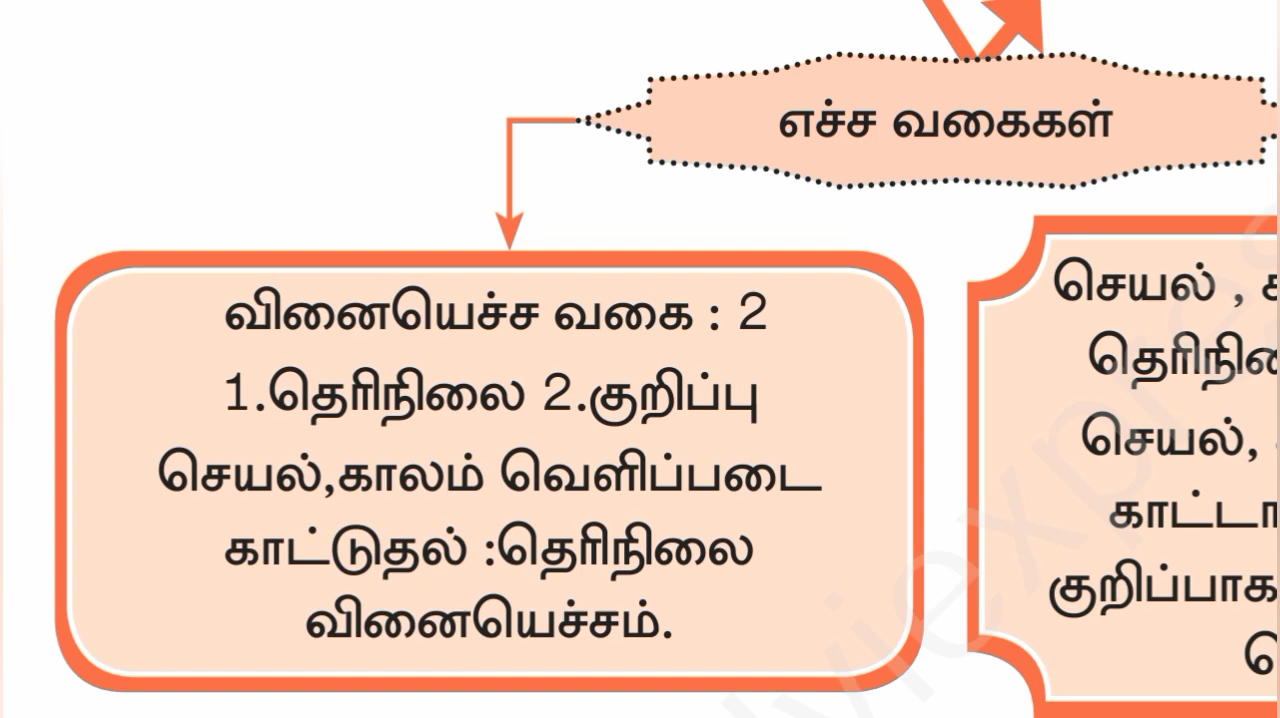 எச்ச வகைகள்
வினையெச்ச வகை : 2
1.தெரிநிலை 2.குறிப்பு
செயல்,காலம் வெளிப்படை
காட்டுதல் :தெரிநிலை
வினையெச்சம்.
செயல் ,
செயல்,